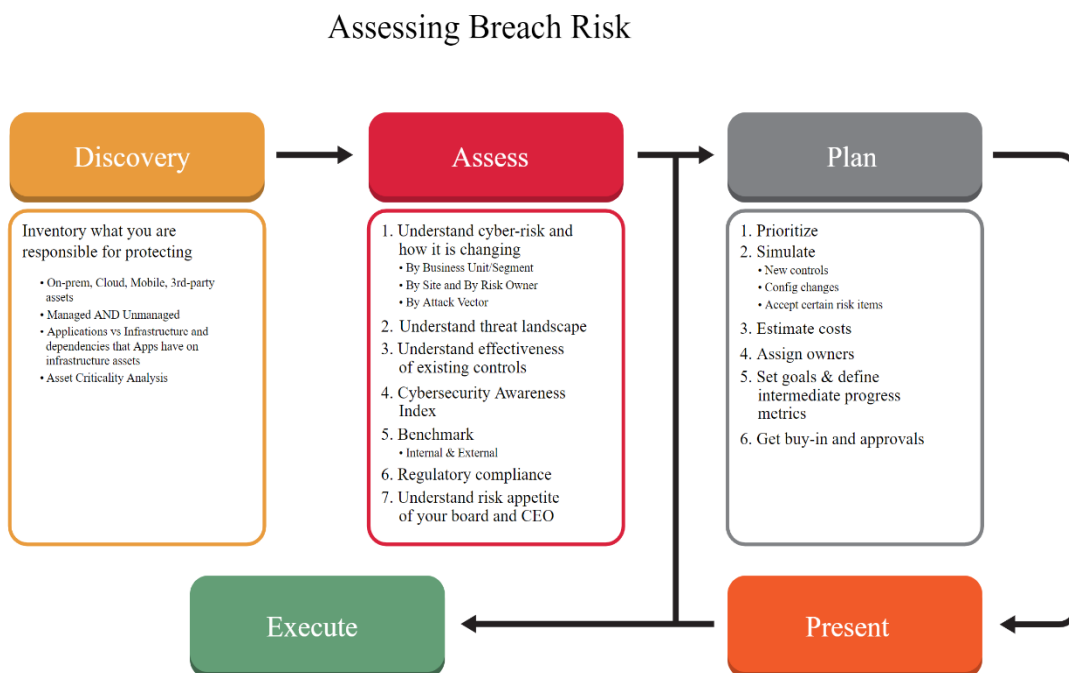 Assessing Breach Risk
Discovery
Inventory what you are
responsible for protecting
• On-prem, Cloud, Mobile, 3rd-party
assets
• Managed AND Unmanaged
• Applications vs Infrastructure and
dependencies that Apps have on
infrastructure assets
• Asset Criticality Analysis
Assess
1. Understand cyber-risk and
how it is changing
• By Business Unit/Segment
• By Site and By Risk Owner
• By Attack Vector
2. Understand threat landscape
3. Understand effectiveness
of existing controls
4. Cybersecurity Awareness
Index
5. Benchmark
• Internal & External
6. Regulatory compliance
7. Understand risk appetite
of your board and CEO
Plan
1. Prioritize
2. Simulate
• New controls
• Config changes
• Accept certain risk items
3. Estimate costs
4. Assign owners
5. Set goals & define
intermediate progress
metrics
6. Get buy-in and approvals
Execute
Present